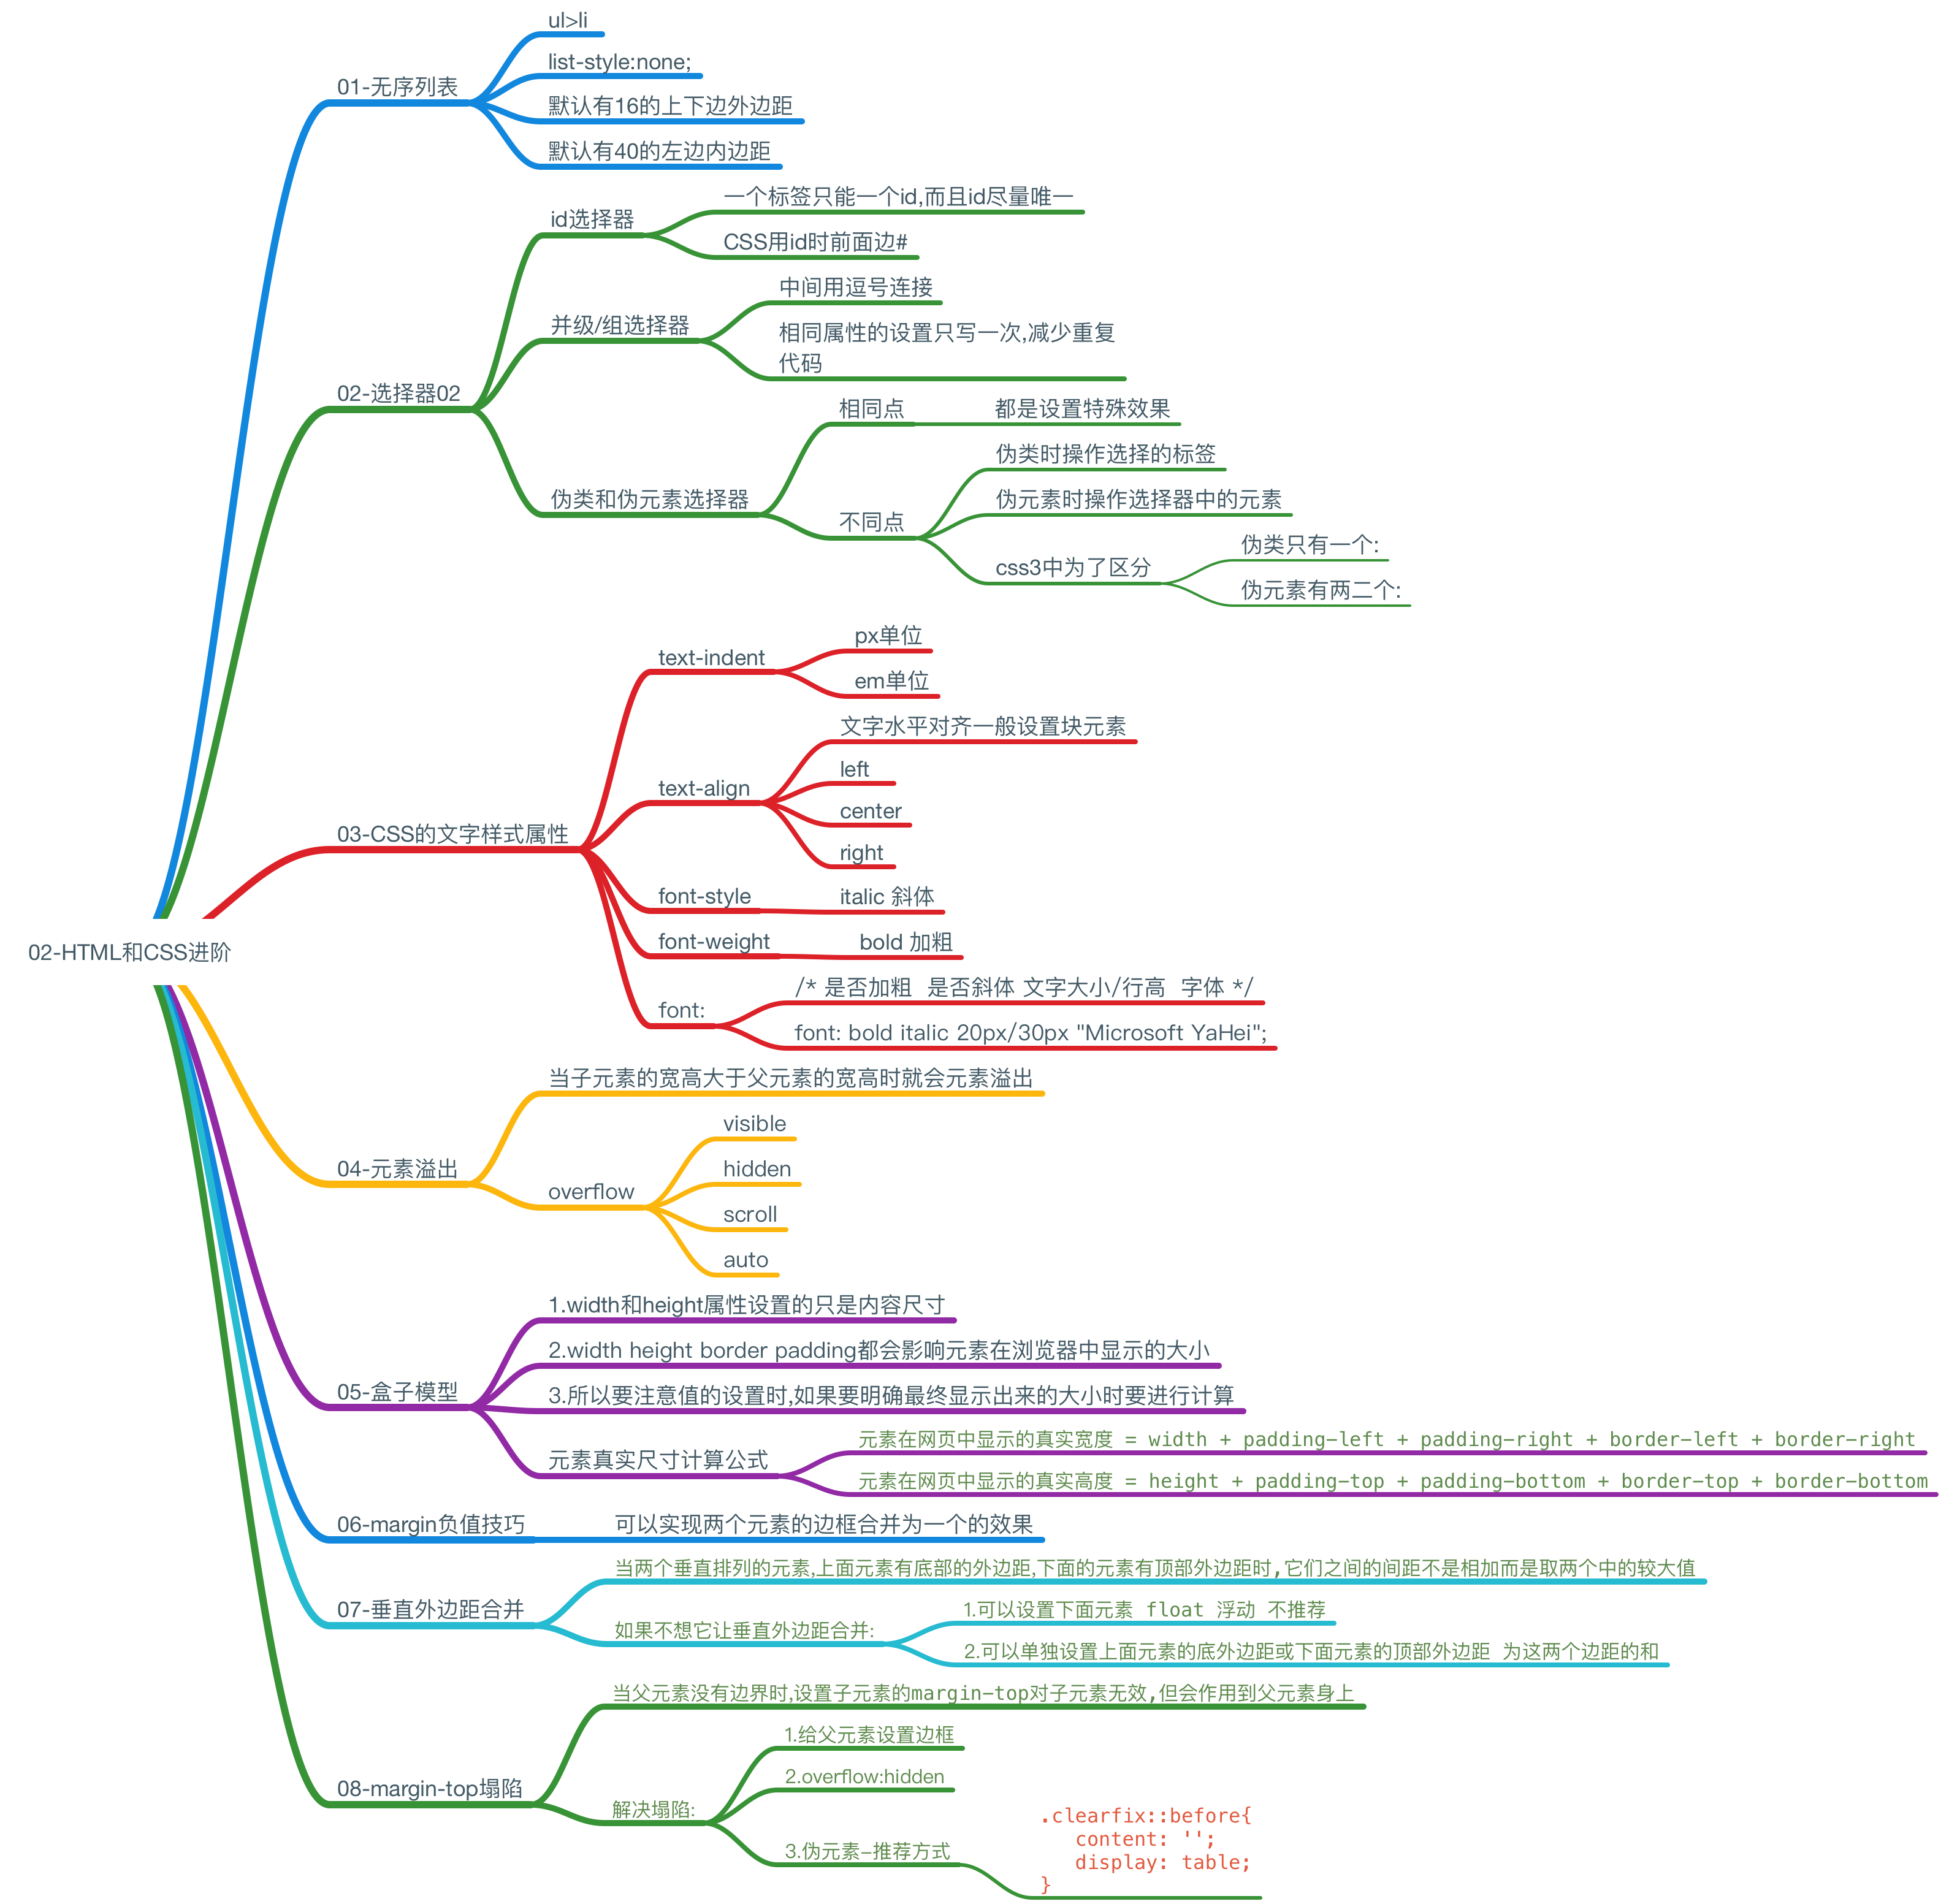 ul>li
list-style:none;
01-无序列表
默认有16的上下边外边距
默认有40的左边内边距
一个标签只能一个id,而且id尽量唯一
id选择器
CSS用id时前面边#
中间用逗号连接
并级/组选择器
相同属性的设置只写一次,减少重复
代码
02-选择器02
相同点
都是设置特殊效果
伪类时操作选择的标签
伪类和伪元素选择器
伪元素时操作选择器中的元素
不同点
伪类只有一个:
css3中为了区分
伪元素有两二个:
px单位
text-indent
em单位
文字水平对齐一般设置块元素
left
text-align
center
right
03-CSS的文字样式属性
font-style
italic 斜体
font-weight
bold 加粗
/* 是否加粗  是否斜体 文字大小/行高  字体 */
font:
font: bold italic 20px/30px "Microsoft YaHei";
02-HTML和CSS进阶
当子元素的宽高大于父元素的宽高时就会元素溢出
visible
04-元素溢出
hidden
overflow
scroll
auto
1.width和height属性设置的只是内容尺寸
2.width height border padding都会影响元素在浏览器中显示的大小
05-盒子模型
3.所以要注意值的设置时,如果要明确最终显示出来的大小时要进行计算
元素在网页中显示的真实宽度 = width + padding-left + padding-right + border-left + border-right
元素真实尺寸计算公式
元素在网页中显示的真实高度 = height + padding-top + padding-bottom + border-top + border-bottom
06-margin负值技巧
可以实现两个元素的边框合并为一个的效果
当两个垂直排列的元素,上面元素有底部的外边距,下面的元素有顶部外边距时,它们之间的间距不是相加而是取两个中的较大值
07-垂直外边距合并
1.可以设置下面元素 float 浮动 不推荐
如果不想它让垂直外边距合并:
2.可以单独设置上面元素的底外边距或下面元素的顶部外边距 为这两个边距的和
当父元素没有边界时,设置子元素的margin-top对子元素无效,但会作用到父元素身上
1.给父元素设置边框
08-margin-top塌陷
2.overflow:hidden
解决塌陷:
3.伪元素-推荐方式
.clearfix::before{
content: '';
display: table;
}